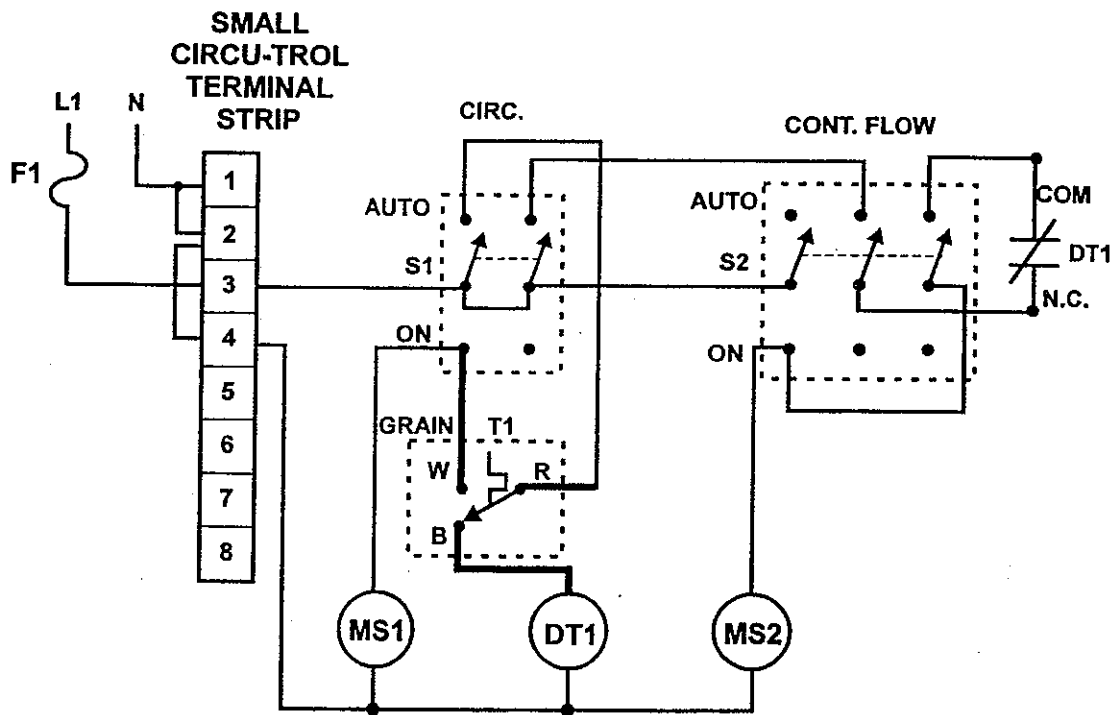 SMALL
CIRCU-TROL
TERMINAL
STRIP
L1
N
F1
1
2
3
4
5
6
7
8
CIRC.
AUTO
S1
ON
CONT. FLOW
AUTO
S2
ON
COM
DT1
N.C.
GRAIN
T1
W
R
B
MS1
DT1
MS2